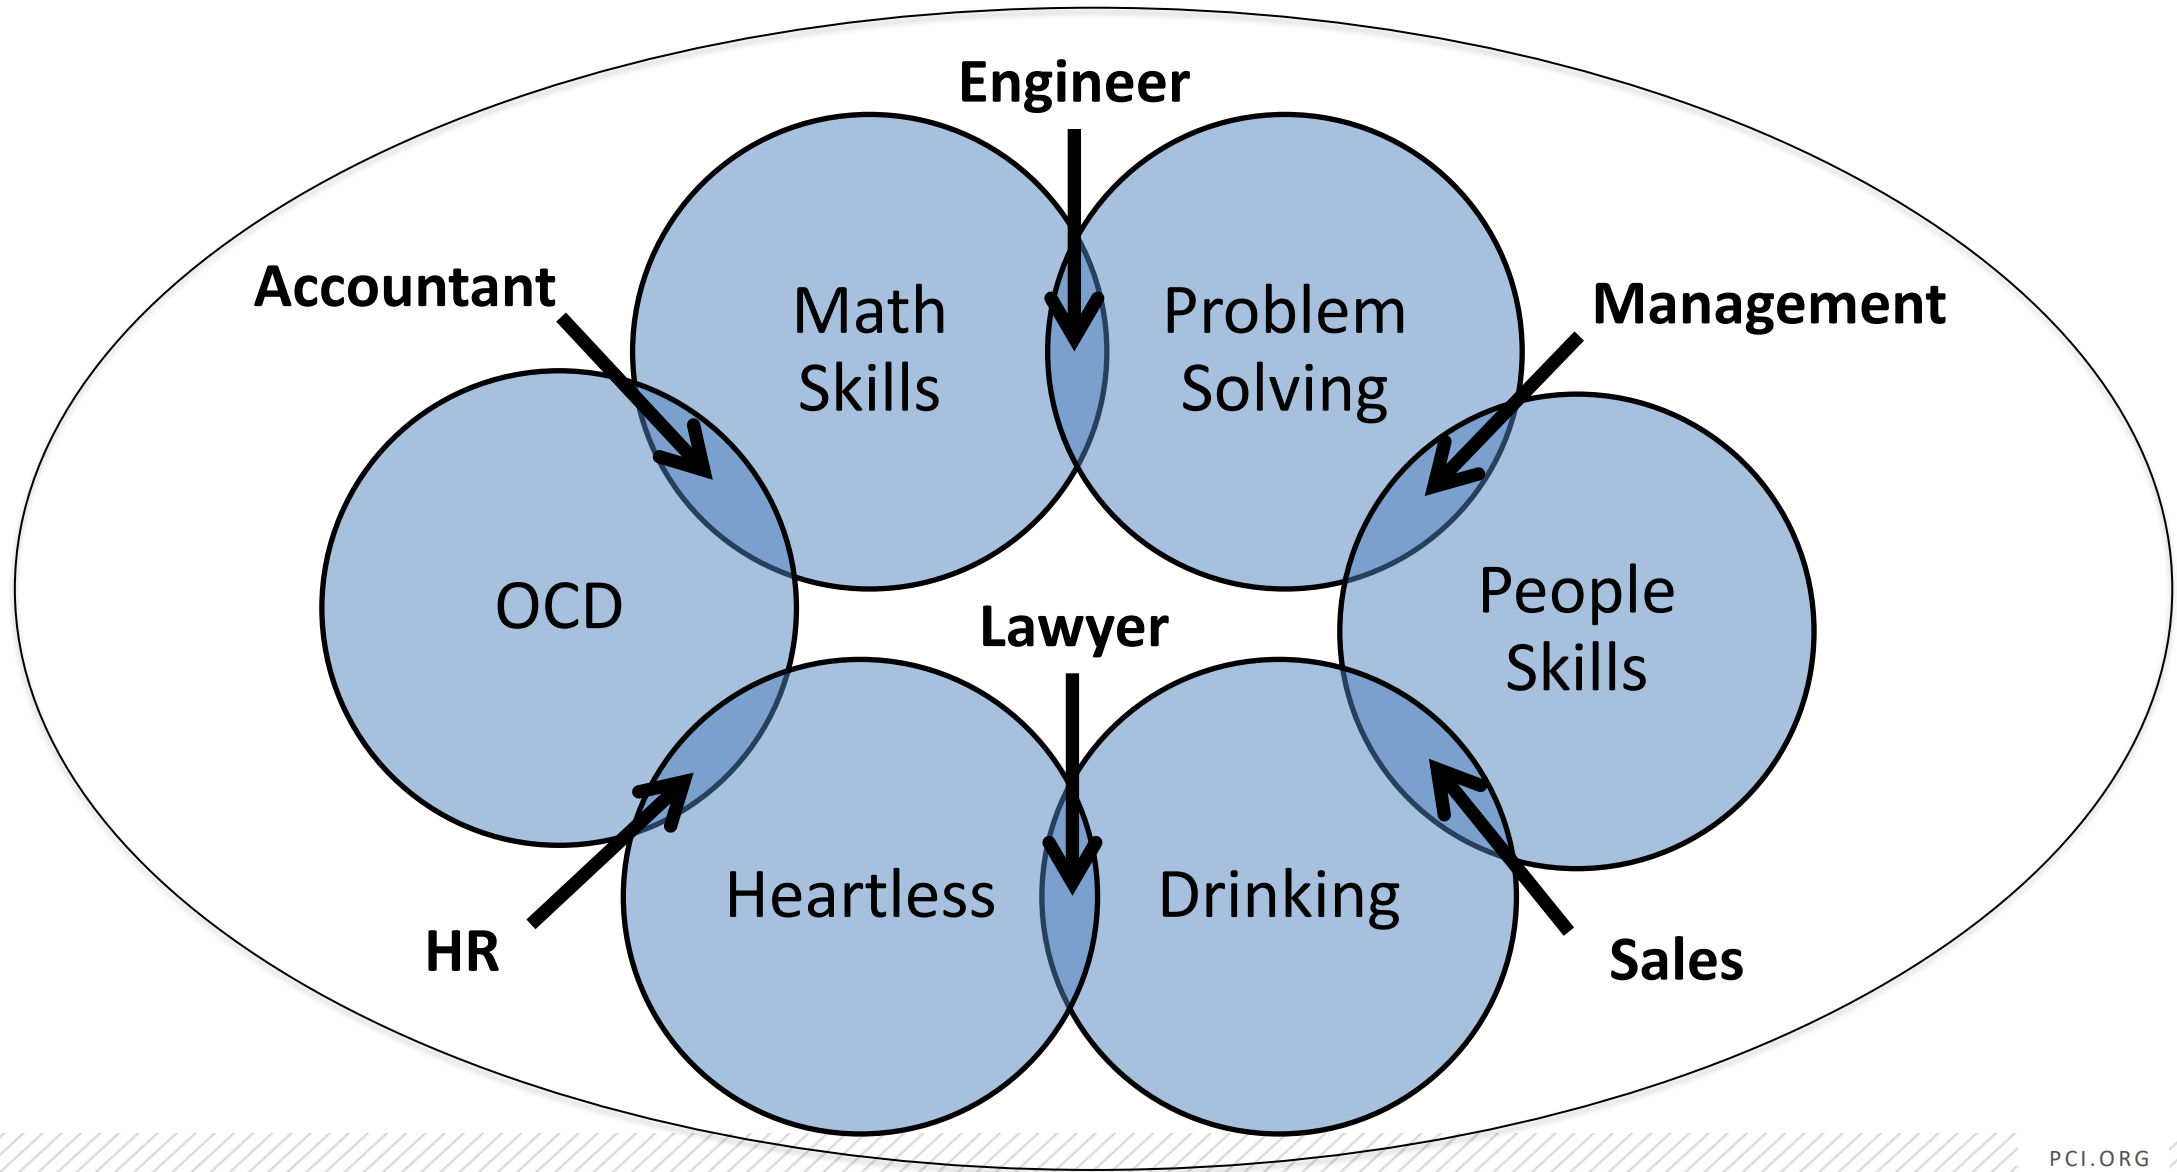 Engineer
Accountant
Math
Skills
Problem
Solving
Management
OCD
People
Skills
Lawyer
Heartless
Drinking
HR
Sales
PCI.ORG